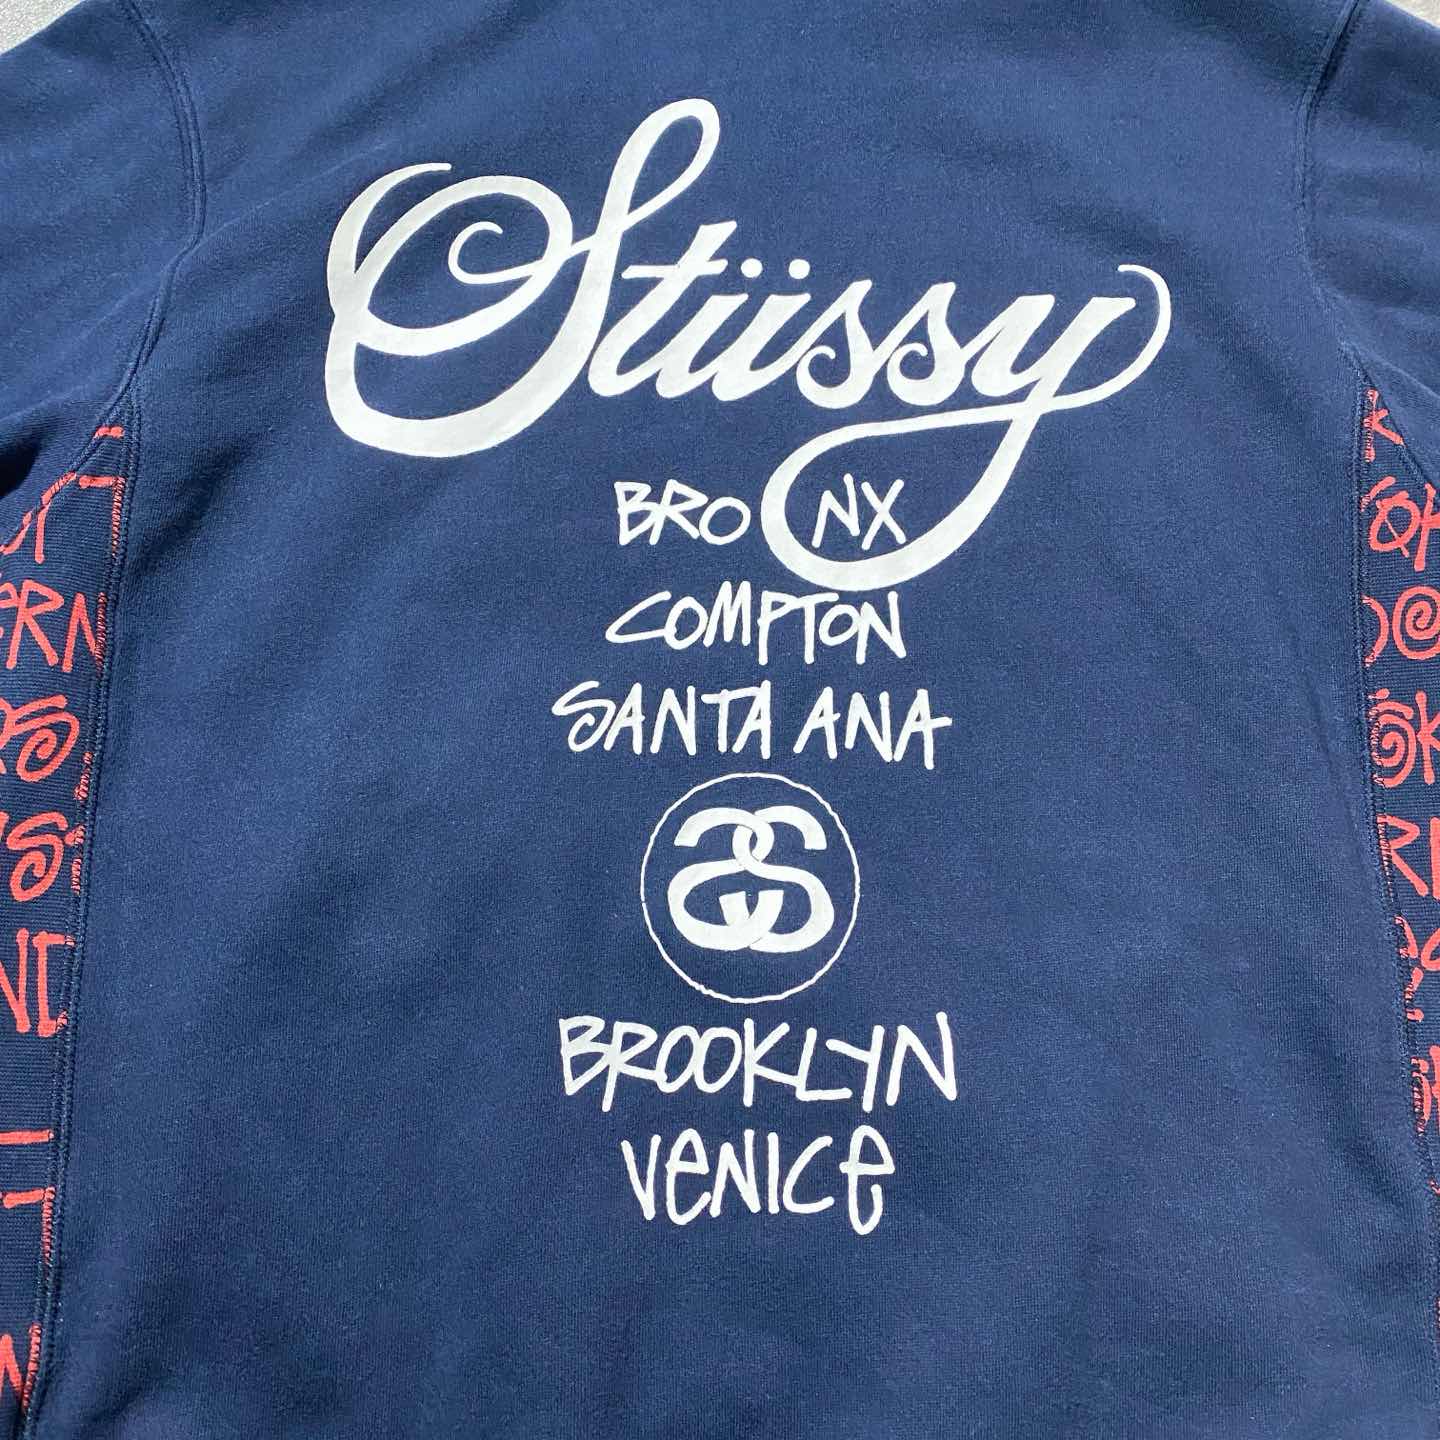 Stüssy
BRONX
COMPTON
SANTA ANA
BROOKLYN
VENICE